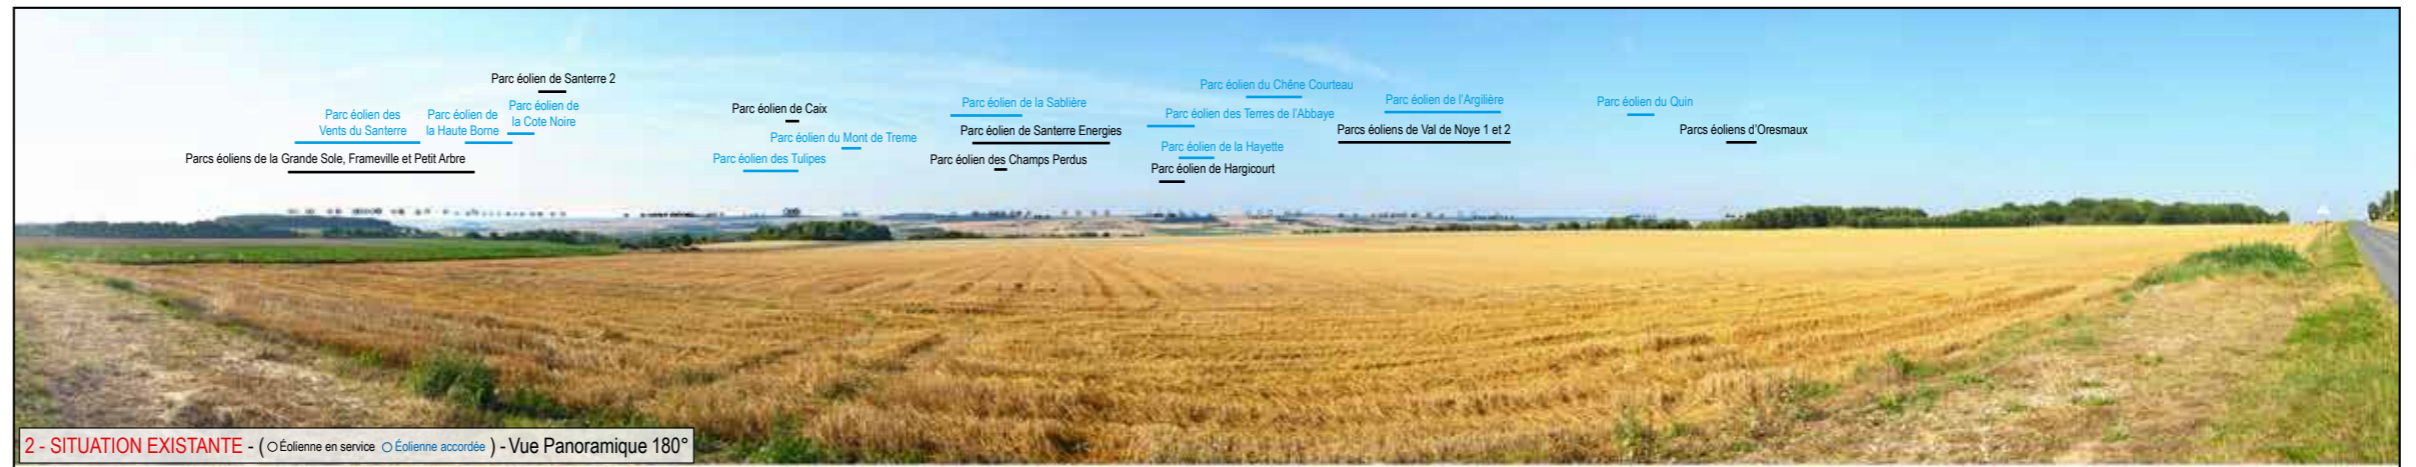 Parc éolien de Santerre 2
Parc éolien des
Vents du Santerre
Parc éolien de
la Haute Borne
Parc éolien de
la Cote Noire
Parcs éoliens de la Grande Sole, Frameville et Petit Arbre
Parc éolien de Caix
Parc éolien du Mont de Treme
Parc éolien des Tulipes
Parc éolien de la Sablière
Parc éolien de Santerre Energies
Parc éolien des Champs Perdus
Parc éolien du Chêne Courteau
Parc éolien des Terres de l'Abbaye
Parc éolien de la Hayette
Parc éolien de Hargicourt
Parc éolien de l'Argilière
Parcs éoliens de Val de Noye 1 et 2
Parc éolien du Quin
Parcs éoliens d'Oresmaux
2 - SITUATION EXISTANTE - ( Éolienne en service Éolienne accordée ) - Vue Panoramique 180°